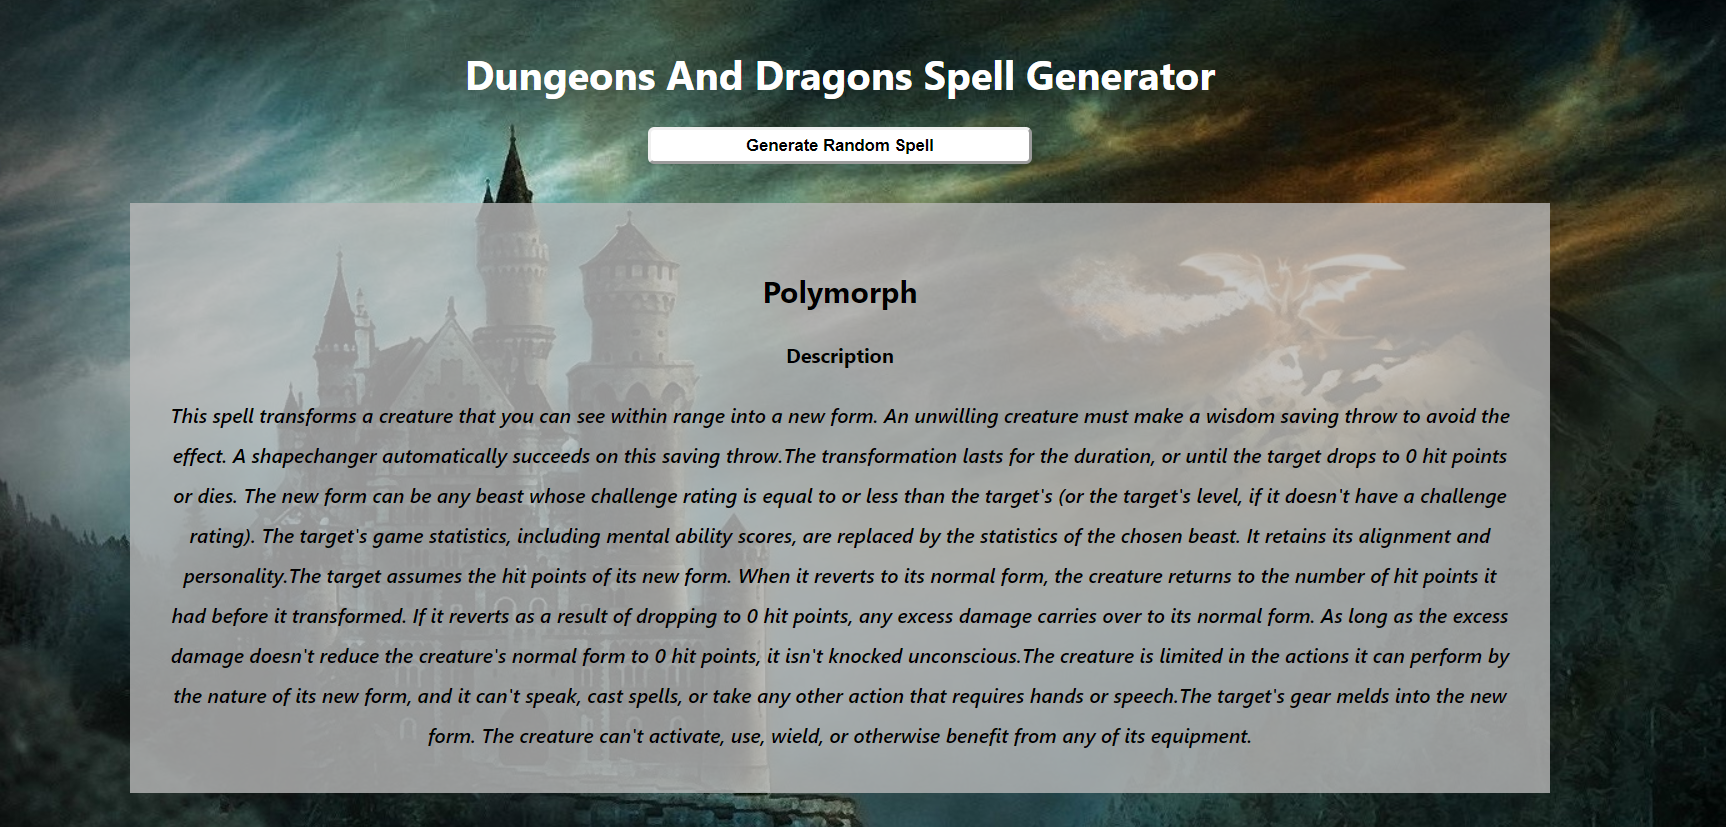 Dungeons And Dragons Spell Generator
Generate Random Spell
Polymorph
Description
This spell transforms a creature that you can see within range into a new form. An unwilling creature must make a wisdom saving throw to avoid the
effect. A shapechanger automatically succeeds on this saving throw.The transformation lasts for the duration, or until the target drops to 0 hit points
or dies. The new form can be any beast whose challenge rating is equal to or less than the target's (or the target's level, if it doesn't have a challenge
rating). The target's game statistics, including mental ability scores, are replaced by the statistics of the chosen beast. It retains its alignment and
personality.The target assumes the hit points of its new form. When it reverts to its normal form, the creature returns to the number of hit points it
had before it transformed. If it reverts as a result of dropping to 0 hit points, any excess damage carries over to its normal form. As long as the excess
damage doesn't reduce the creature's normal form to 0 hit points, it isn't knocked unconscious.The creature is limited in the actions it can perform by
the nature of its new form, and it can't speak, cast spells, or take any other action that requires hands or speech.The target's gear melds into the new
form. The creature can't activate, use, wield, or otherwise benefit from any of its equipment.